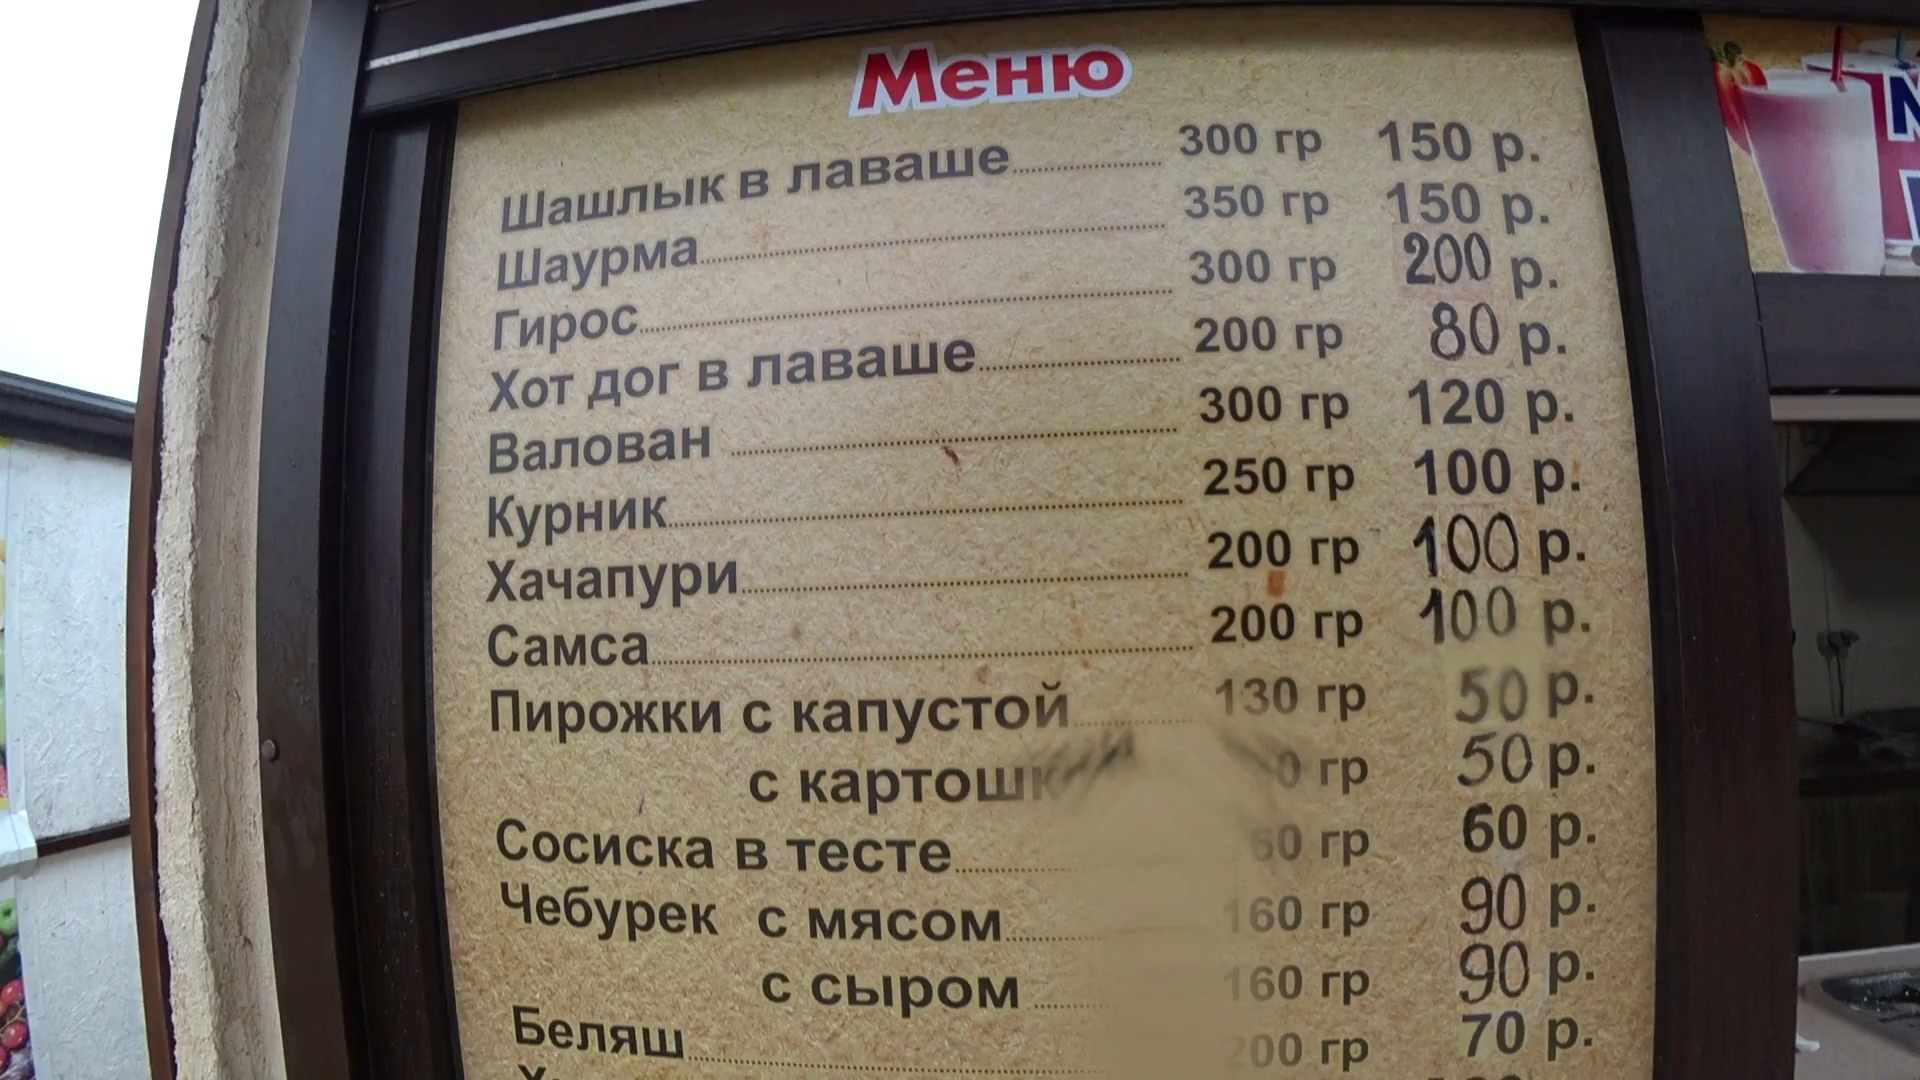 Меню
Шашлык в лаваше 300 гр 150 р.
Шаурма 350 гр 150 р.
Гирос 300 гр 200 р.
Хот дог в лаваше 200 гр 80 р.
Валован 300 гр 120 р.
Курник 250 гр 100 р.
Хачапури 200 гр 100 р.
Самса 200 гр 100 р.
Пирожки с капустой 130 гр 50 р.
с гр 50 р.
Сосиска в тесте гр 60 р.
Чебурек с мясом 160 гр 90 р.
с сыром 160 гр 90 р.
Беляш гр 70 р.